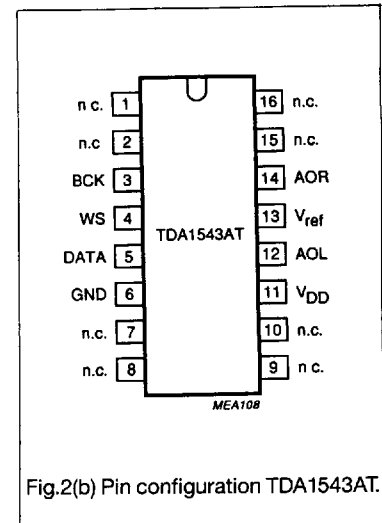 n c. 1 16 n.c.
n.c 2 15 n.c.
BCK 3 14 AOR
WS 4 13 Vref
TDA1543AT
DATA 5 12 AOL
GND 6 11 VDD
n.c. 7 10 n.c.
n.c. 8 9 n c.
MEA108
Fig.2(b) Pin configuration TDA1543AT.